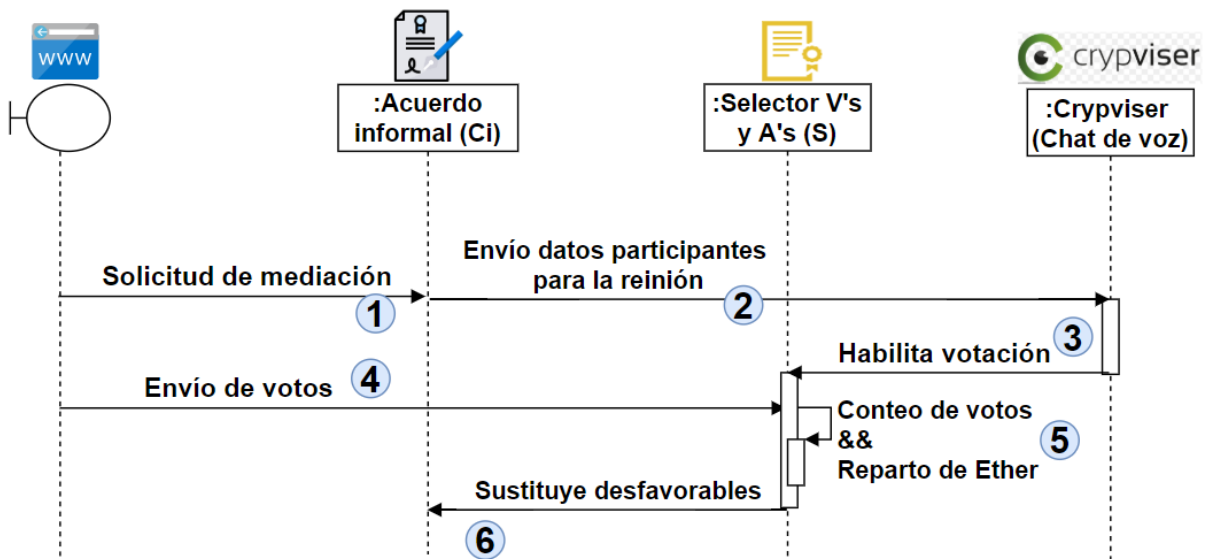 WWW
:Acuerdo
informal (Ci)
:Selector V's
y A's (S)
crypviser
:Crypviser
(Chat de voz)
Solicitud de mediación
1
Envío datos participantes
para la reinión
2
3
Habilita votación
Envío de votos
4
Conteo de votos
&&
Reparto de Ether
5
Sustituye desfavorables
6